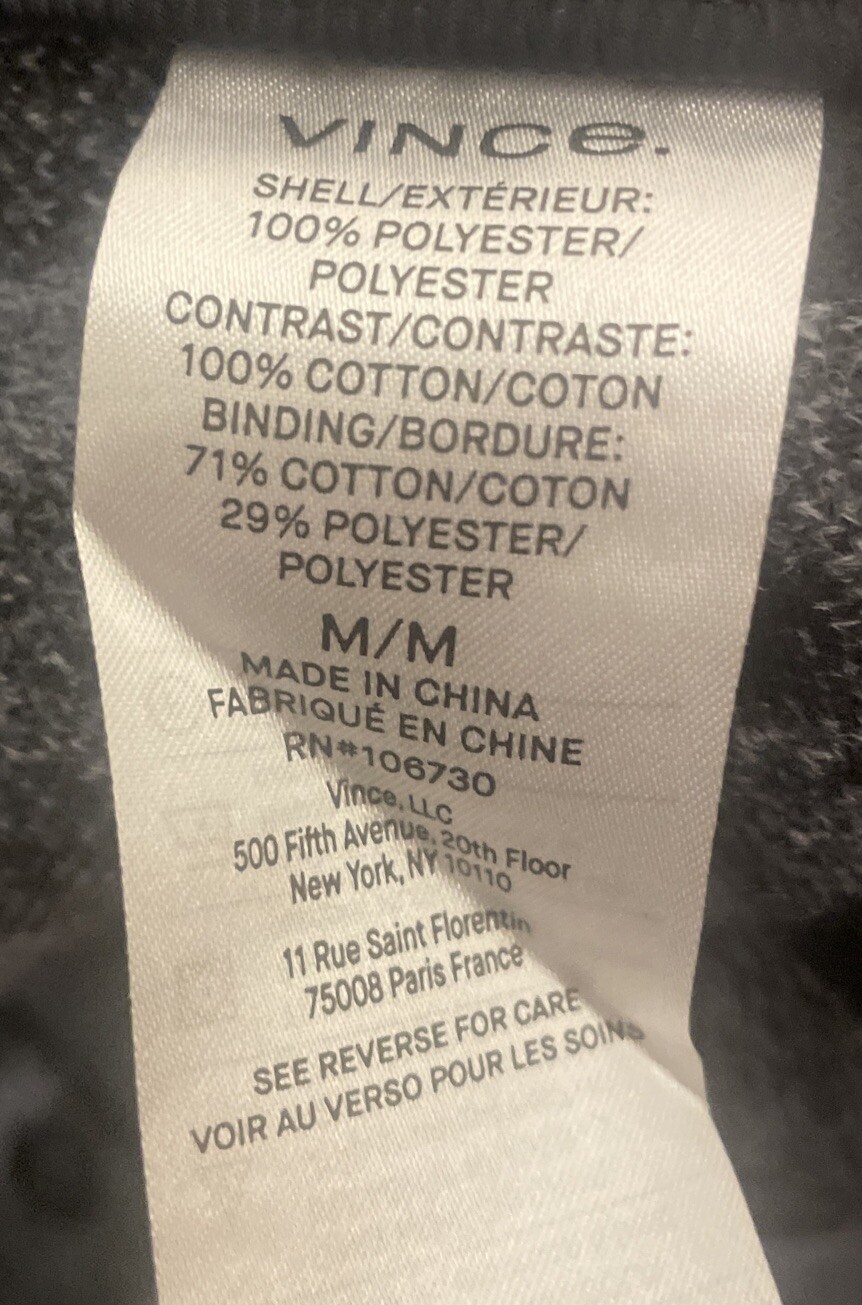 VINCe.
SHELL/EXTÉRIEUR:
100% POLYESTER/
POLYESTER
CONTRAST/CONTRASTE:
100% COTTON/COTON
BINDING/BORDURE:
71% COTTON/COTON
29% POLYESTER/
POLYESTER
M/M
MADE IN CHINA
FABRIQUÉ EN CHINE
RN#106730
Vince, LLC
500 Fifth Avenue, 20th Floor
New York, NY 10110
11 Rue Saint Florentin
75008 Paris France
SEE REVERSE FOR CARE
VOIR AU VERSO POUR LES SOINS